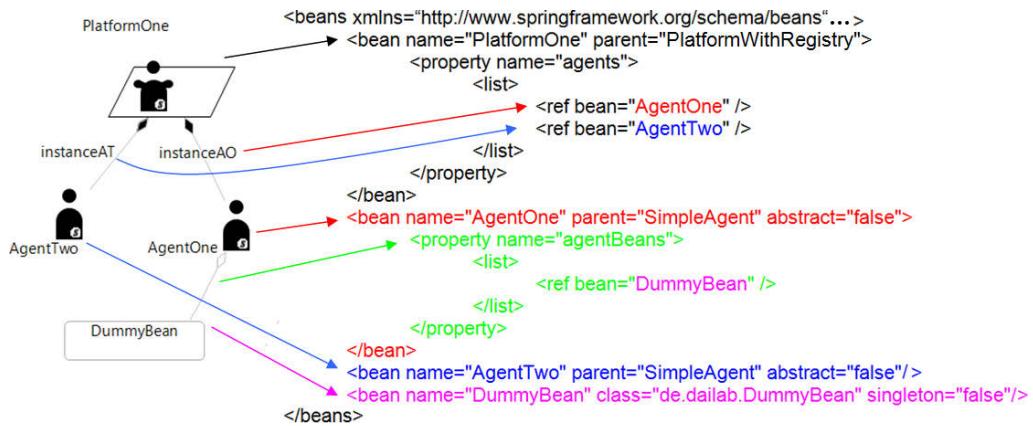 PlatformOne
instanceAT
instanceAO
AgentTwo
AgentOne
DummyBean
<beans xmlns=“http://www.springframework.org/schema/beans“...>
<bean name="PlatformOne" parent="PlatformWithRegistry">
<property name="agents">
<list>
<ref bean="AgentOne" />
<ref bean="AgentTwo" />
</list>
</property>
</bean>
<bean name="AgentOne" parent="SimpleAgent" abstract="false">
<property name="agentBeans">
<list>
<ref bean="DummyBean" />
</list>
</property>
</bean>
<bean name="AgentTwo" parent="SimpleAgent" abstract="false"/>
<bean name="DummyBean" class="de.dailab.DummyBean" singleton="false"/>
</beans>